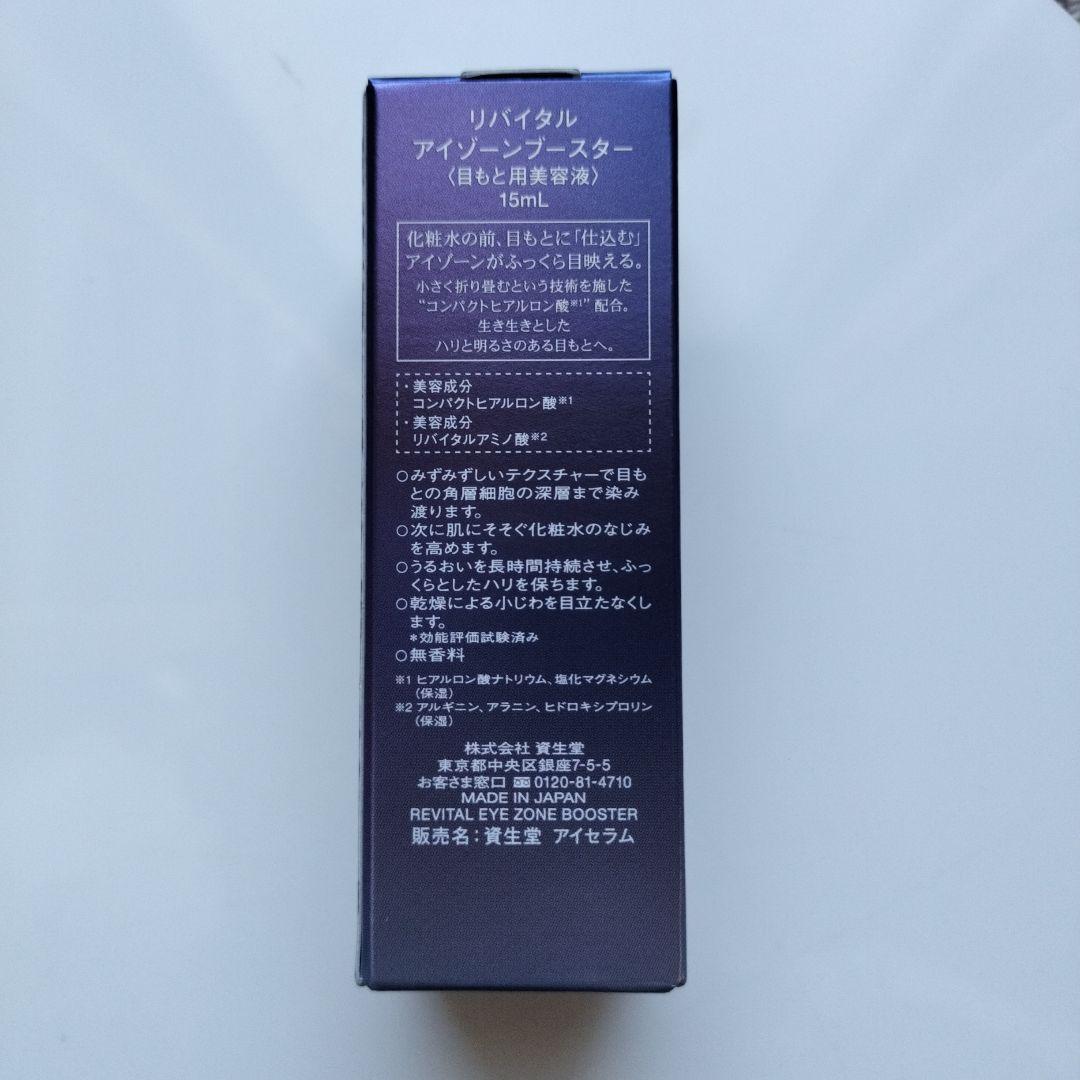 リバイタル
アイゾーンブースター
〈目もと用美容液〉
15mL
化粧水の前、目もとに「仕込む」
アイゾーンがふっくら目映える。
小さく折り畳むという技術を施した
“コンパクトヒアルロン酸※1”配合。
生き生きとした
ハリと明るさのある目もとへ。
・美容成分
コンパクトヒアルロン酸※1
・美容成分
リバイタルアミノ酸※2
○みずみずしいテクスチャーで目も
との角層細胞の深層まで染み
渡ります。
○次に肌にそそぐ化粧水のなじみ
を高めます。
○うるおいを長時間持続させ、ふっ
くらとしたハリを保ちます。
○乾燥による小じわを目立たなくし
ます。
*効能評価試験済み
○無香料
※1 ヒアルロン酸ナトリウム、塩化マグネシウム
（保湿）
※2 アルギニン、アラニン、ヒドロキシプロリン
（保湿）
株式会社 資生堂
東京都中央区銀座7-5-5
お客さま窓口 0120-81-4710
MADE IN JAPAN
REVITAL EYE ZONE BOOSTER
販売名：資生堂 アイセラム